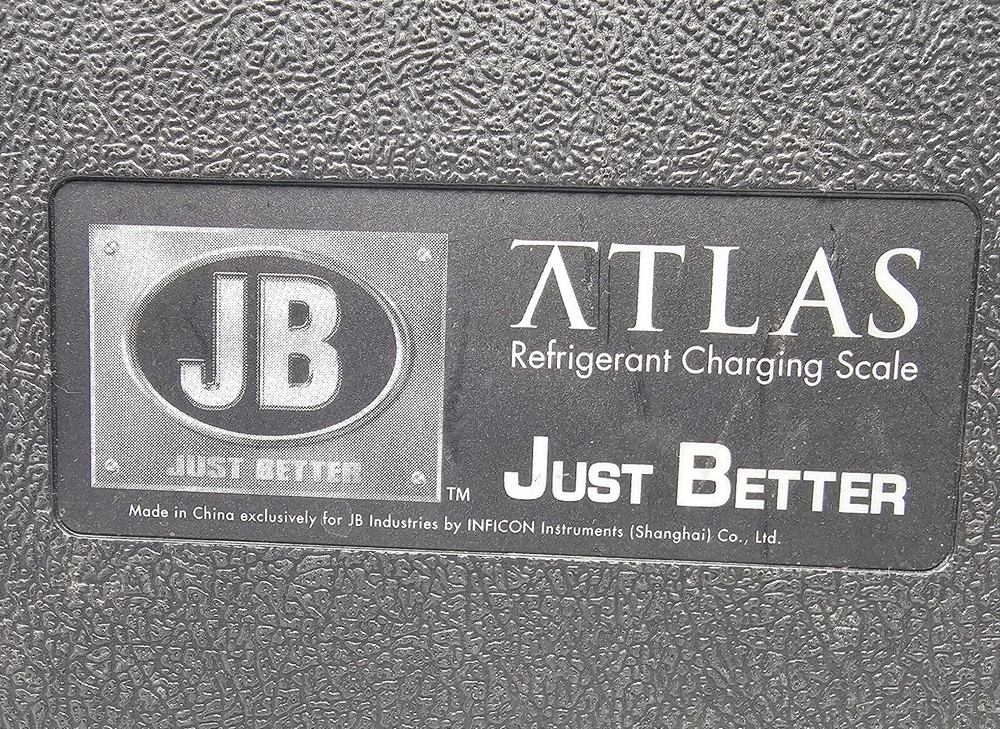 JB
JUST BETTER
TM
ATLAS
Refrigerant Charging Scale
JUST BETTER
Made in China exclusively for JB Industries by INFICON Instruments (Shanghai) Co., Ltd.